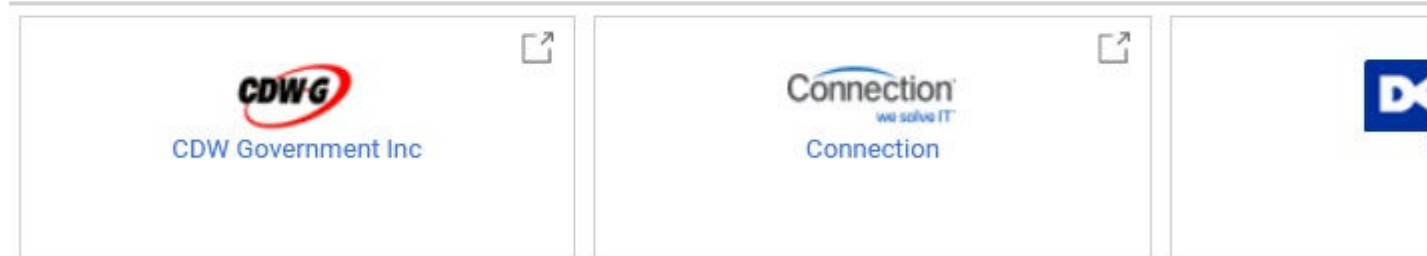 CDW·G
CDW Government Inc
Connection
we solve IT
Connection